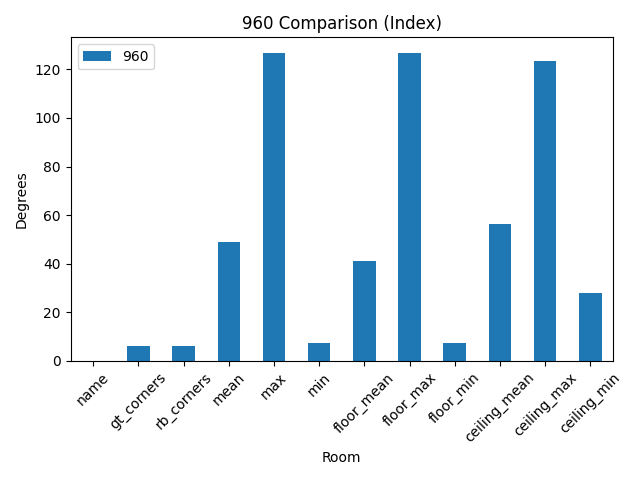 960 Comparison (Index)
960
Degrees
120
100
80
60
40
20
0
name
gt_corners
rb_corners
mean
max
min
floor_mean
floor_max
floor_min
ceiling_mean
ceiling_max
ceiling_min
Room